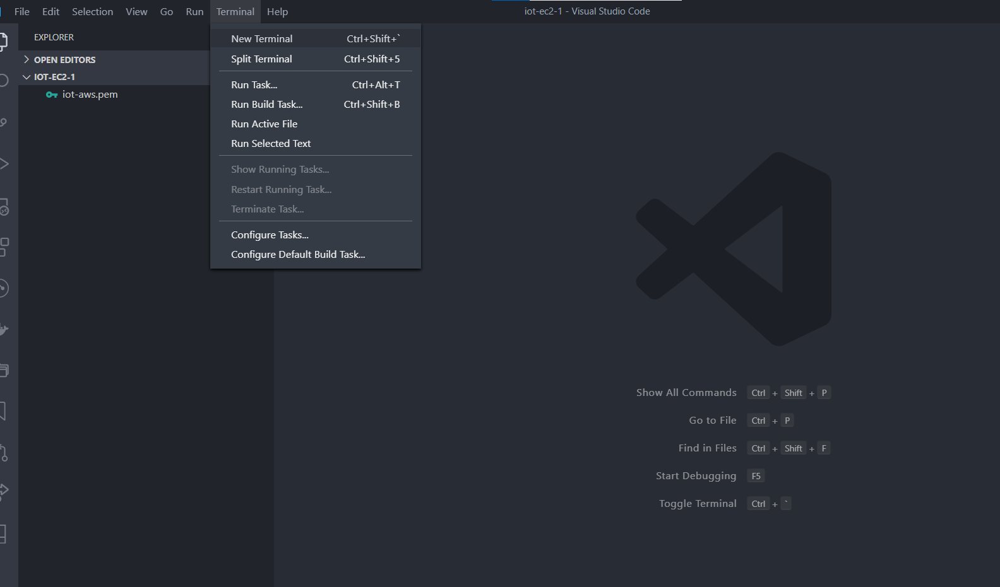 File Edit Selection View Go Run Terminal Help
iot-ec2-1 - Visual Studio Code
EXPLORER
OPEN EDITORS
IOT-EC2-1
iot-aws.pem
New Terminal Ctrl+Shift+`
Split Terminal Ctrl+Shift+5
Run Task... Ctrl+Alt+T
Run Build Task... Ctrl+Shift+B
Run Active File
Run Selected Text
Show Running Tasks...
Restart Running Task...
Terminate Task...
Configure Tasks...
Configure Default Build Task...
Show All Commands Ctrl + Shift + P
Go to File Ctrl + P
Find in Files Ctrl + Shift + F
Start Debugging F5
Toggle Terminal Ctrl + `